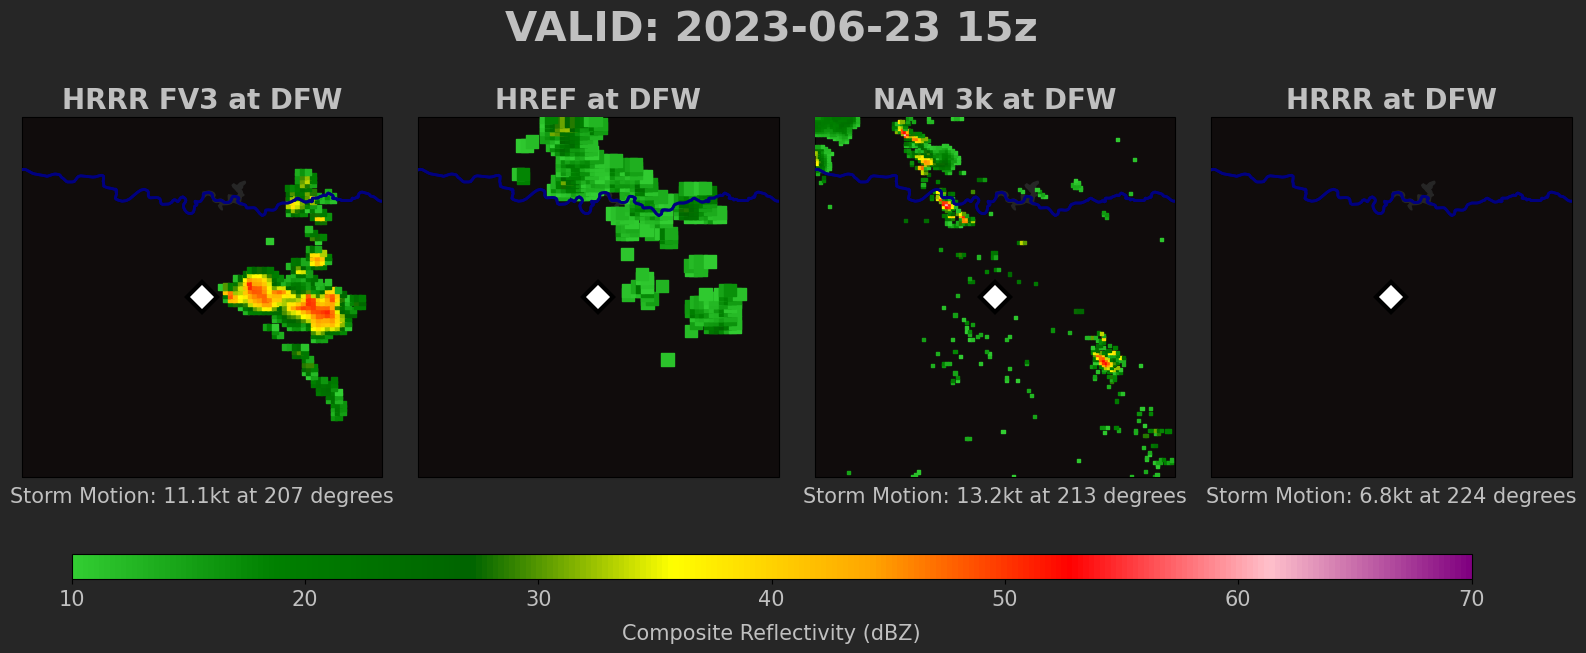 VALID: 2023-06-23 15z
HRRR FV3 at DFW
HREF at DFW
NAM 3k at DFW
HRRR at DFW
Storm Motion: 11.1kt at 207 degrees
Storm Motion: 13.2kt at 213 degrees
Storm Motion: 6.8kt at 224 degrees
10 20 30 40 50 60 70
Composite Reflectivity (dBZ)